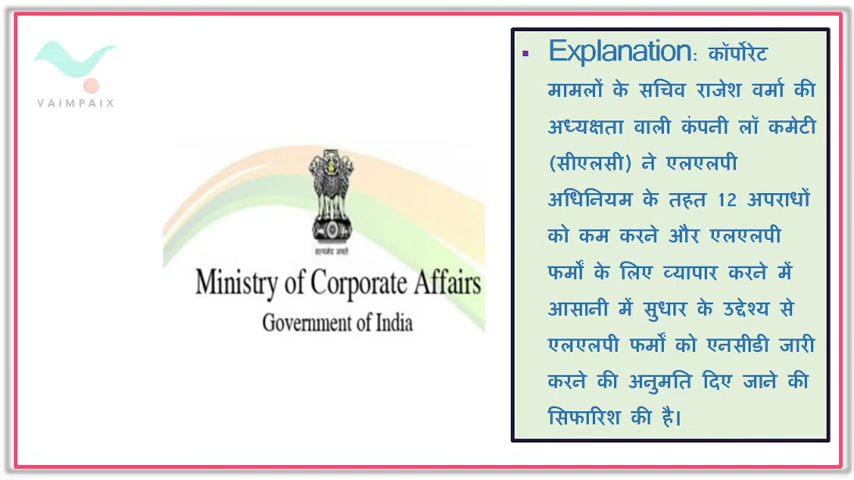 VAIMPAIX
सत्यमेव जयते
Ministry of Corporate Affairs
Government of India
▪ Explanation: कॉर्पोरेट
मामलों के सचिव राजेश वर्मा की
अध्यक्षता वाली कंपनी लॉ कमेटी
(सीएलसी) ने एलएलपी
अधिनियम के तहत 12 अपराधों
को कम करने और एलएलपी
फर्मों के लिए व्यापार करने में
आसानी में सुधार के उद्देश्य से
एलएलपी फर्मों को एनसीडी जारी
करने की अनुमति दिए जाने की
सिफारिश की है।